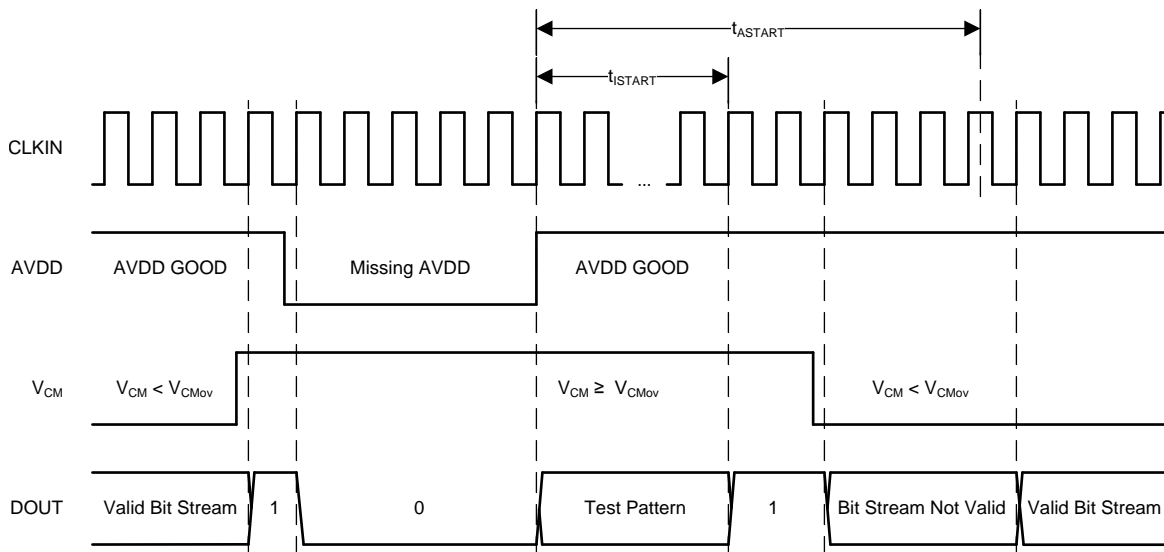 tASTART
tISTART
CLKIN
...
AVDD
AVDD GOOD
Missing AVDD
AVDD GOOD
VCM
VCM < VCMov
VCM ≥ VCMov
VCM < VCMov
DOUT
Valid Bit Stream
1
0
Test Pattern
1
Bit Stream Not Valid
Valid Bit Stream